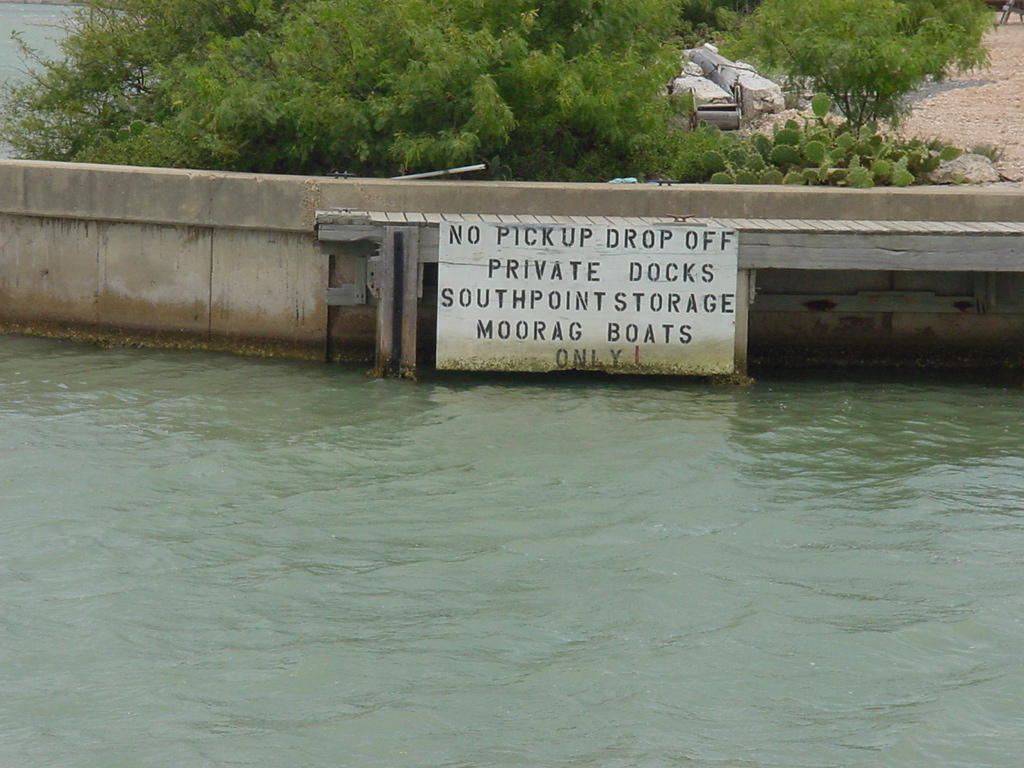 NO PICKUP DROP OFF
PRIVATE DOCKS
SOUTHPOINT STORAGE
MOORAG BOATS
ONLY!